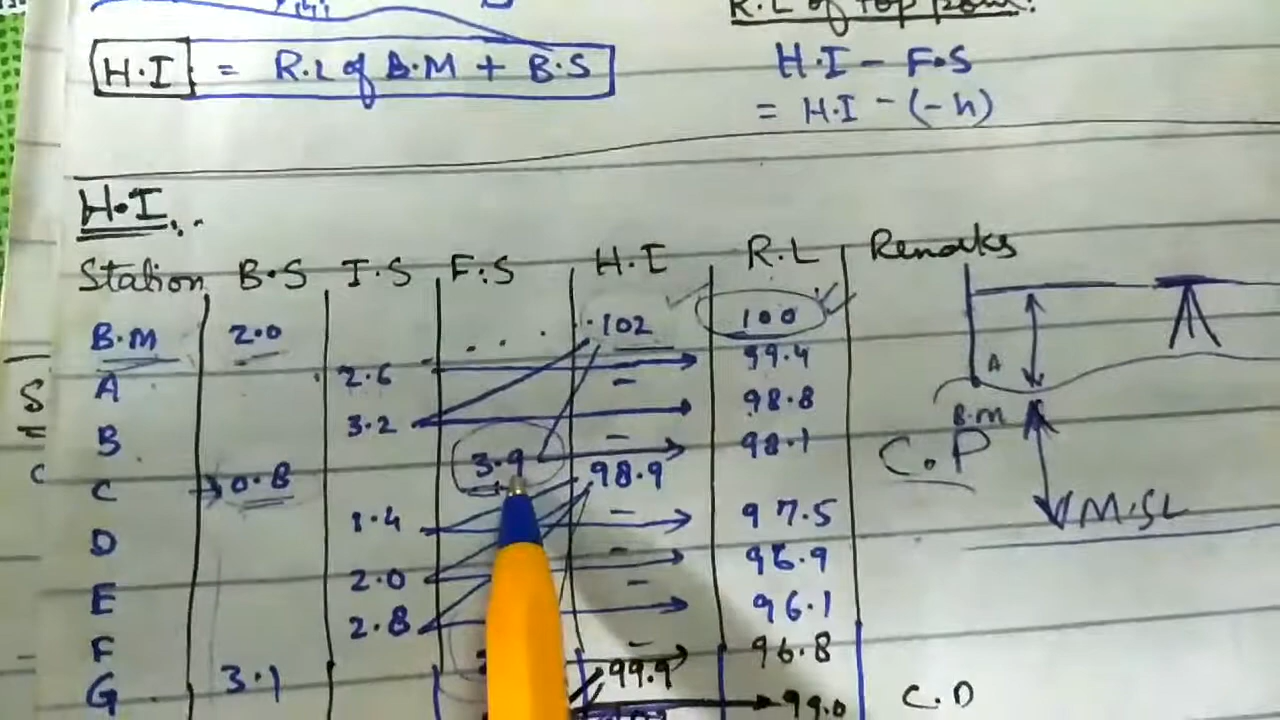 R.L of Top point:
H.I = R.L of B.M + B.S
H.I - F.S
= H.I - (-h)
H.I
Station B.S I.S F.S H.I R.L Remarks
B.M 2.0 102 100
A 2.6 - 99.4
B 3.2 - 98.8
C 0.8 3.9 98.9 98.1 C.P
D 1.4 - 97.5
E 2.0 - 96.9
F 2.8 - 96.1
G 3.1 99.9 96.8
99.0 C.P
A
B.M
M.S.L